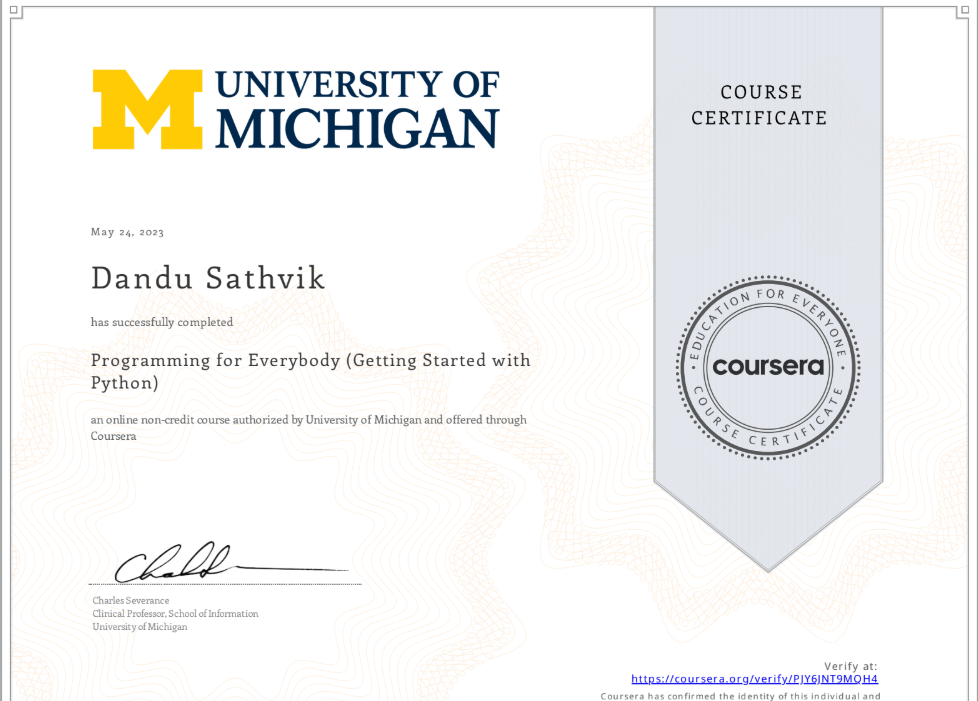 UNIVERSITY OF
MICHIGAN
COURSE
CERTIFICATE
May 24, 2023
Dandu Sathvik
has successfully completed
Programming for Everybody (Getting Started with
Python)
an online non-credit course authorized by University of Michigan and offered through
Coursera
EDUCATION FOR EVERYONE
coursera
COURSE CERTIFICATE
Charles Severance
Clinical Professor, School of Information
University of Michigan
Verify at:
https://coursera.org/verify/PJY6JNT9MQH4
Coursera has confirmed the identity of this individual and